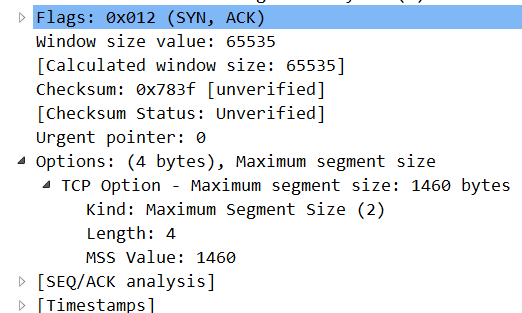 Flags: 0x012 (SYN, ACK)
Window size value: 65535
[Calculated window size: 65535]
Checksum: 0x783f [unverified]
[Checksum Status: Unverified]
Urgent pointer: 0
Options: (4 bytes), Maximum segment size
TCP Option - Maximum segment size: 1460 bytes
Kind: Maximum Segment Size (2)
Length: 4
MSS Value: 1460
[SEQ/ACK analysis]
[Timestamps]